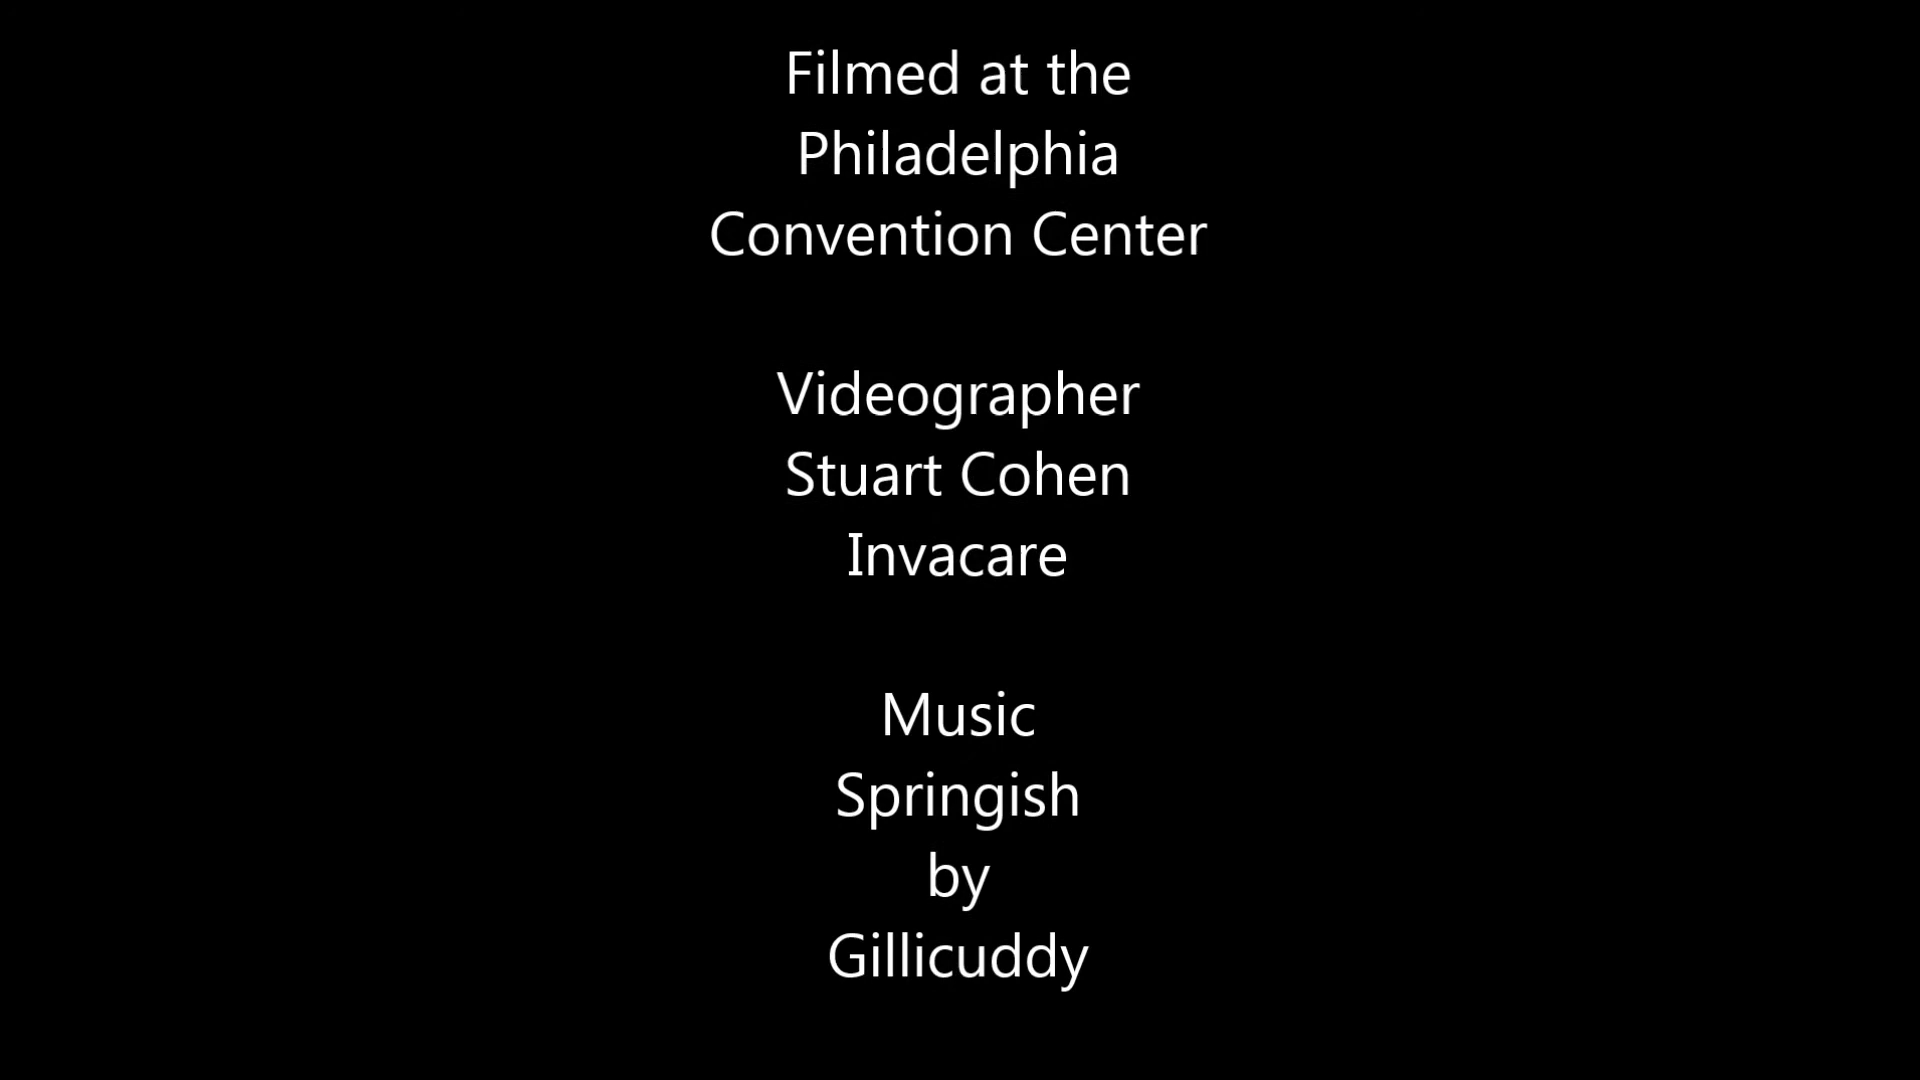 Filmed at the
Philadelphia
Convention Center
Videographer
Stuart Cohen
Invacare
Music
Springish
by
Gillicuddy